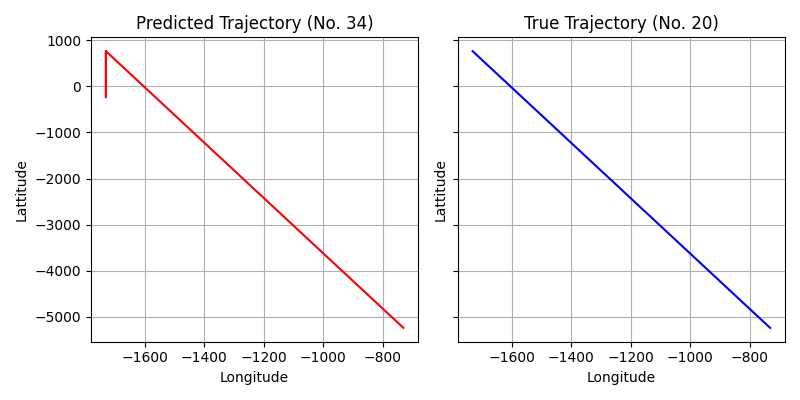 Predicted Trajectory (No. 34)
True Trajectory (No. 20)
1000
0
−1000
−2000
−3000
−4000
−5000
Lattitude
Lattitude
−1600 −1400 −1200 −1000 −800
−1600 −1400 −1200 −1000 −800
Longitude
Longitude